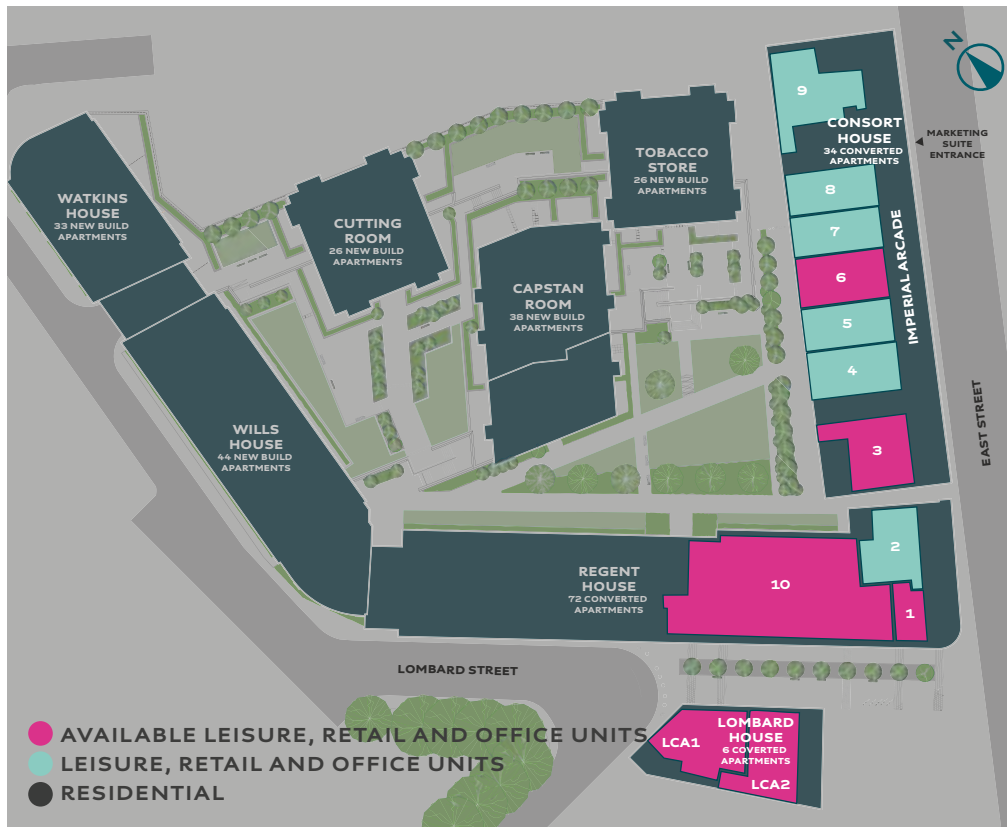 N
9
CONSORT
HOUSE
34 CONVERTED
APARTMENTS
MARKETING
SUITE
ENTRANCE
TOBACCO
STORE
26 NEW BUILD
APARTMENTS
WATKINS
HOUSE
33 NEW BUILD
APARTMENTS
CUTTING
ROOM
26 NEW BUILD
APARTMENTS
8
7
6
5
4
3
IMPERIAL ARCADE
EAST STREET
CAPSTAN
ROOM
38 NEW BUILD
APARTMENTS
WILLS
HOUSE
44 NEW BUILD
APARTMENTS
REGENT
HOUSE
72 CONVERTED
APARTMENTS
10
2
1
LOMBARD STREET
LOMBARD
HOUSE
6 COVERTED
APARTMENTS
LCA1
LCA2
AVAILABLE LEISURE, RETAIL AND OFFICE UNITS
LEISURE, RETAIL AND OFFICE UNITS
RESIDENTIAL